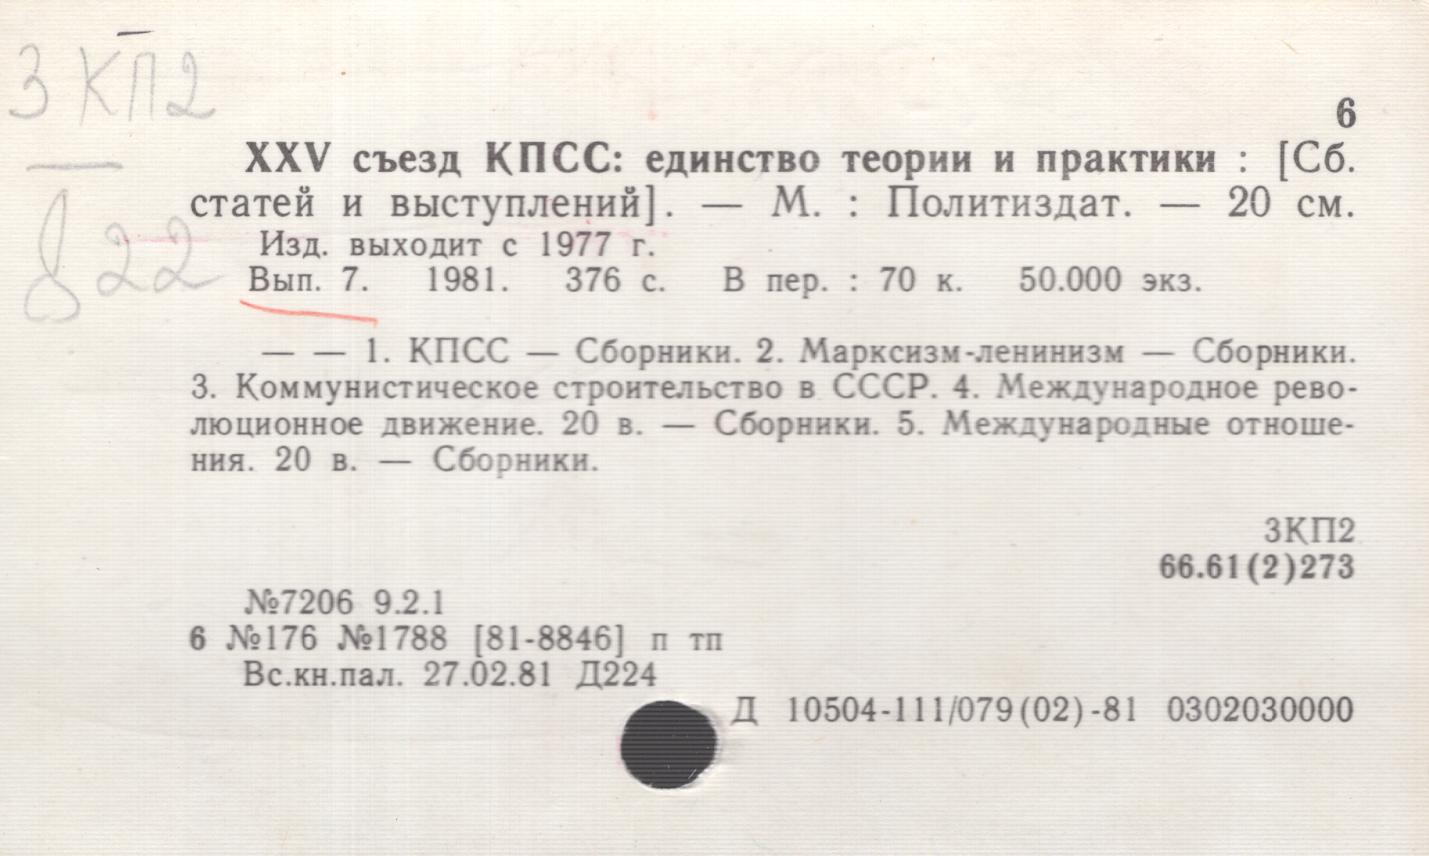 3КП2
6
XXV съезд КПСС: единство теории и практики : [Сб.
статей и выступлений]. — М. : Политиздат. — 20 см.
Изд. выходит с 1977 г.
22
Вып. 7. 1981. 376 с. В пер. : 70 к. 50.000 экз.
— — 1. КПСС — Сборники. 2. Марксизм-ленинизм — Сборники.
3. Коммунистическое строительство в СССР. 4. Международное рево-
люционное движение. 20 в. — Сборники. 5. Международные отноше-
ния. 20 в. — Сборники.
3КП2
66.61(2)273
№7206 9.2.1
6 №176 №1788 [81-8846] п тп
Вс.кн.пал. 27.02.81 Д224
Д 10504-111/079(02)-81 0302030000